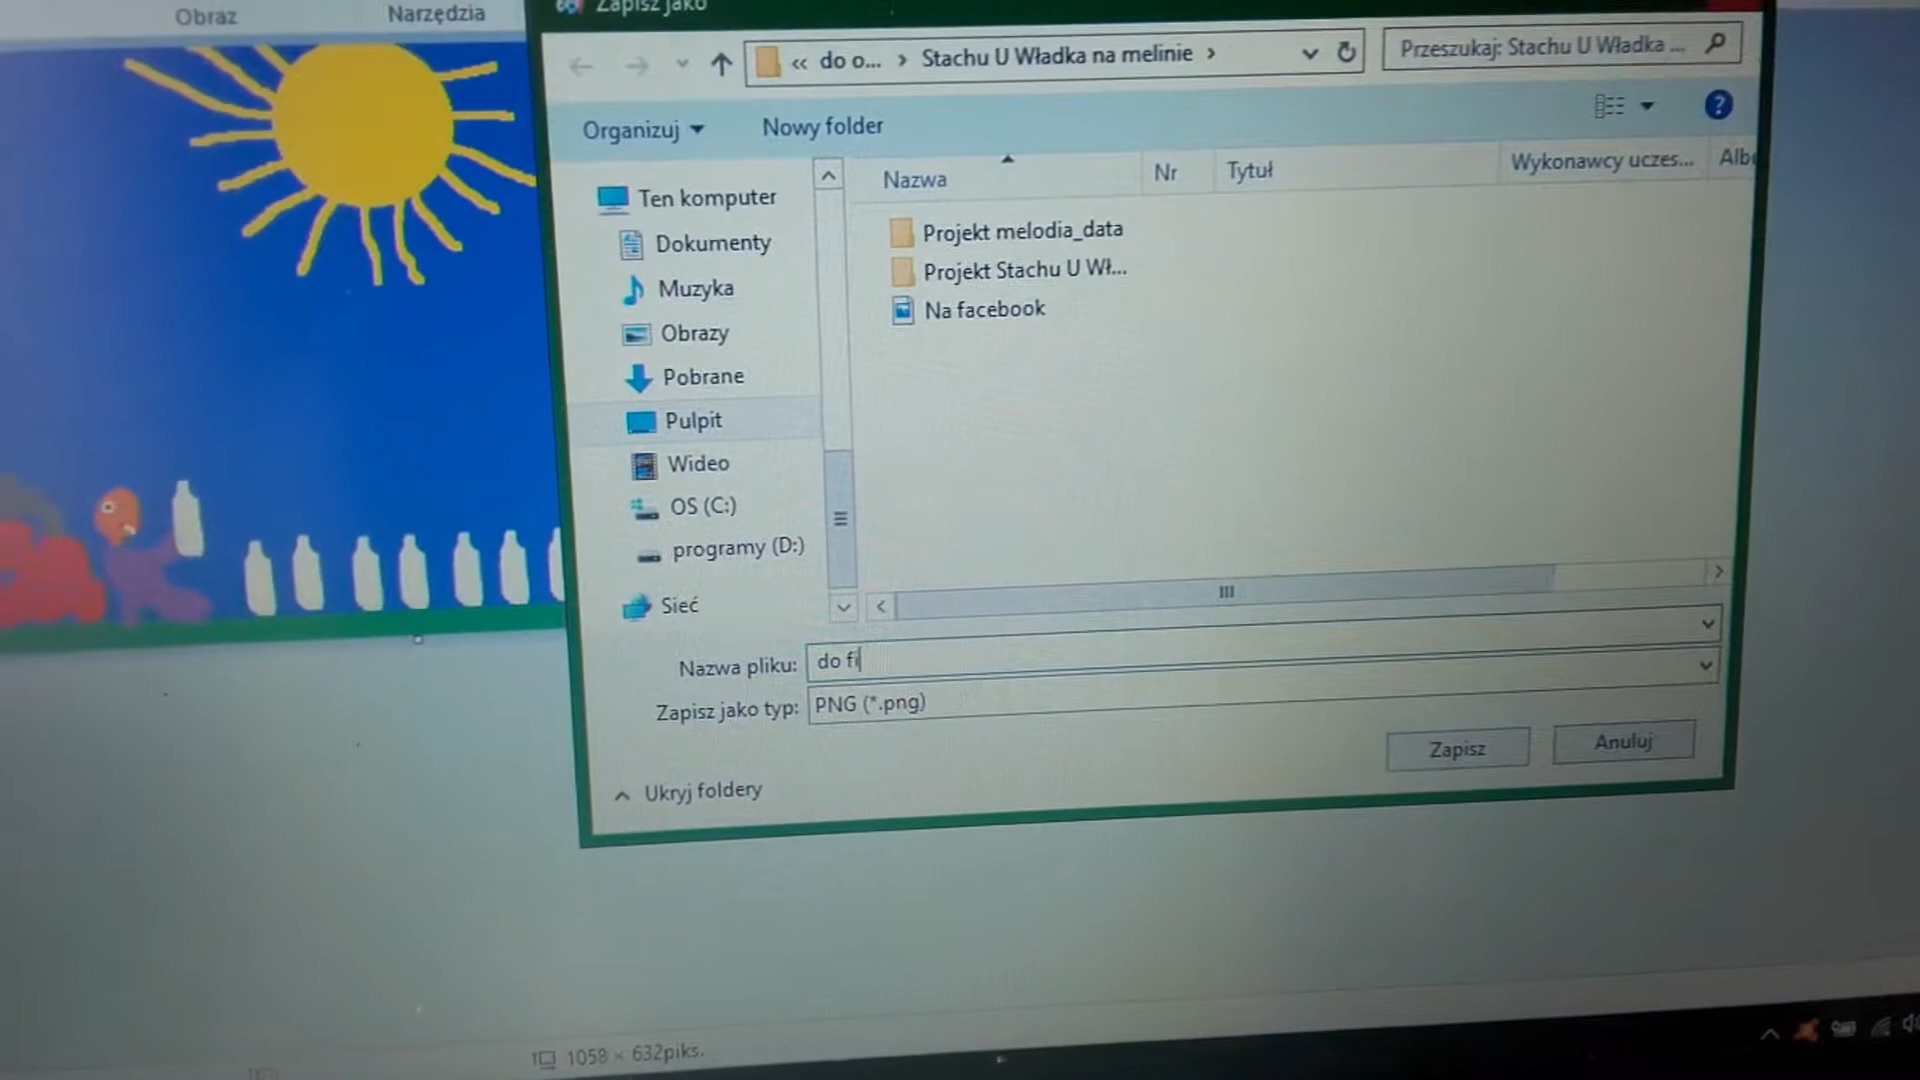 Obraz
Narzędzia
Zapisz jako
« do o... › Stachu U Władka na melinie ›
Przeszukaj: Stachu U Władka ...
Organizuj
Nowy folder
Nazwa
Nr
Tytuł
Wykonawcy uczes...
Albu
Ten komputer
Dokumenty
Muzyka
Obrazy
Pobrane
Pulpit
Wideo
OS (C:)
programy (D:)
Sieć
Projekt melodia_data
Projekt Stachu U Wł...
Na facebook
Nazwa pliku: do fi
Zapisz jako typ: PNG (*.png)
Zapisz
Anuluj
Ukryj foldery
1058 × 632piks.